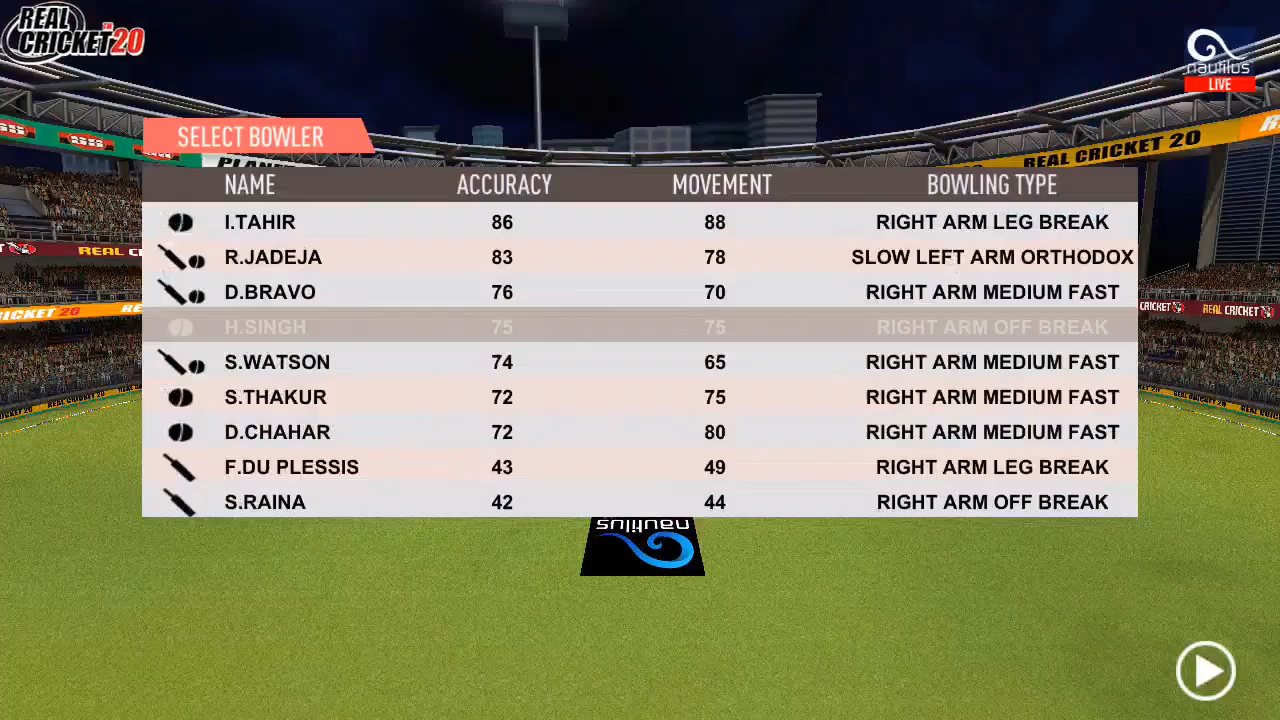 REAL
CRICKET™20
nautilus
LIVE
SELECT BOWLER
REAL CRICKET 20
NAME ACCURACY MOVEMENT BOWLING TYPE
I.TAHIR 86 88 RIGHT ARM LEG BREAK
R.JADEJA 83 78 SLOW LEFT ARM ORTHODOX
D.BRAVO 76 70 RIGHT ARM MEDIUM FAST
H.SINGH 75 75 RIGHT ARM OFF BREAK
S.WATSON 74 65 RIGHT ARM MEDIUM FAST
S.THAKUR 72 75 RIGHT ARM MEDIUM FAST
D.CHAHAR 72 80 RIGHT ARM MEDIUM FAST
F.DU PLESSIS 43 49 RIGHT ARM LEG BREAK
S.RAINA 42 44 RIGHT ARM OFF BREAK
REAL CRICKET
nautilus